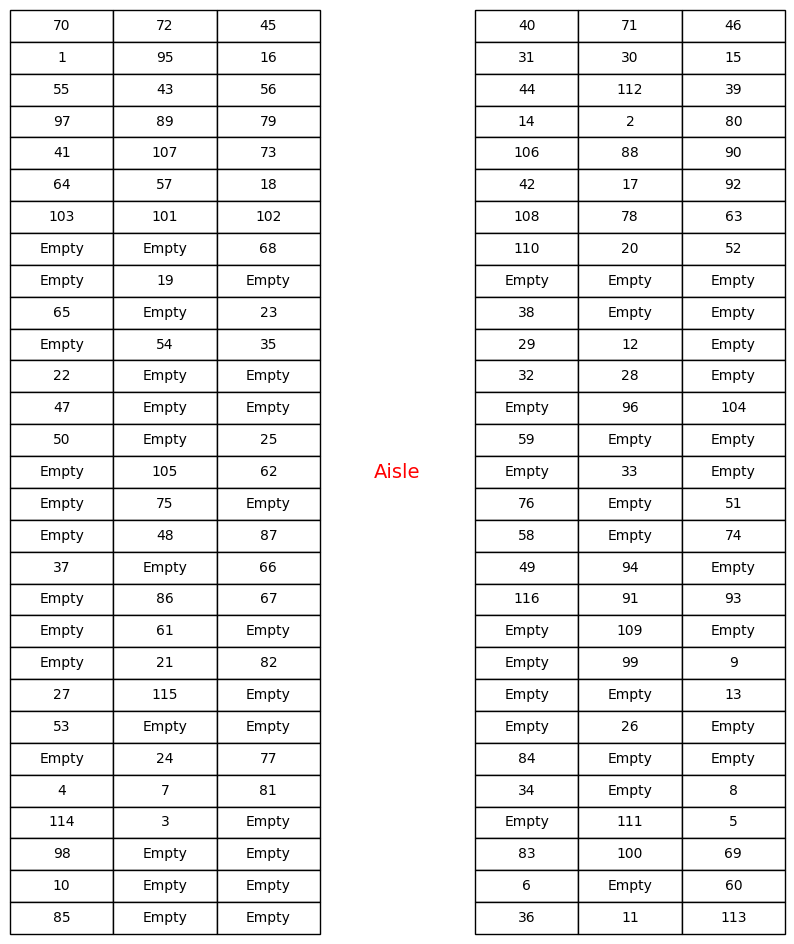 70 72 45 40 71 46
1 95 16 31 30 15
55 43 56 44 112 39
97 89 79 14 2 80
41 107 73 106 88 90
64 57 18 42 17 92
103 101 102 108 78 63
Empty Empty 68 110 20 52
Empty 19 Empty Empty Empty Empty
65 Empty 23 38 Empty Empty
Empty 54 35 29 12 Empty
22 Empty Empty 32 28 Empty
47 Empty Empty Empty 96 104
50 Empty 25 59 Empty Empty
Empty 105 62 Aisle Empty 33 Empty
Empty 75 Empty 76 Empty 51
Empty 48 87 58 Empty 74
37 Empty 66 49 94 Empty
Empty 86 67 116 91 93
Empty 61 Empty Empty 109 Empty
Empty 21 82 Empty 99 9
27 115 Empty Empty Empty 13
53 Empty Empty Empty 26 Empty
Empty 24 77 84 Empty Empty
4 7 81 34 Empty 8
114 3 Empty Empty 111 5
98 Empty Empty 83 100 69
10 Empty Empty 6 Empty 60
85 Empty Empty 36 11 113